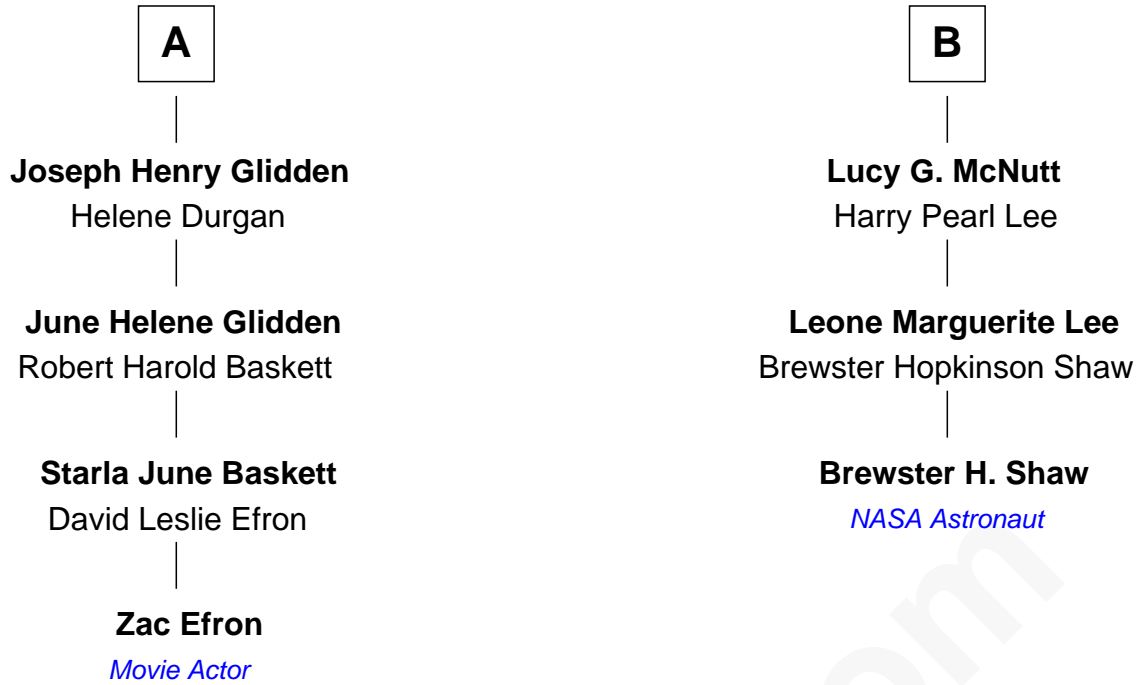 A
Joseph Henry Glidden
Helene Durgan
June Helene Glidden
Robert Harold Baskett
Starla June Baskett
David Leslie Efron
Zac Efron
Movie Actor
B
Lucy G. McNutt
Harry Pearl Lee
Leone Marguerite Lee
Brewster Hopkinson Shaw
Brewster H. Shaw
NASA Astronaut
om